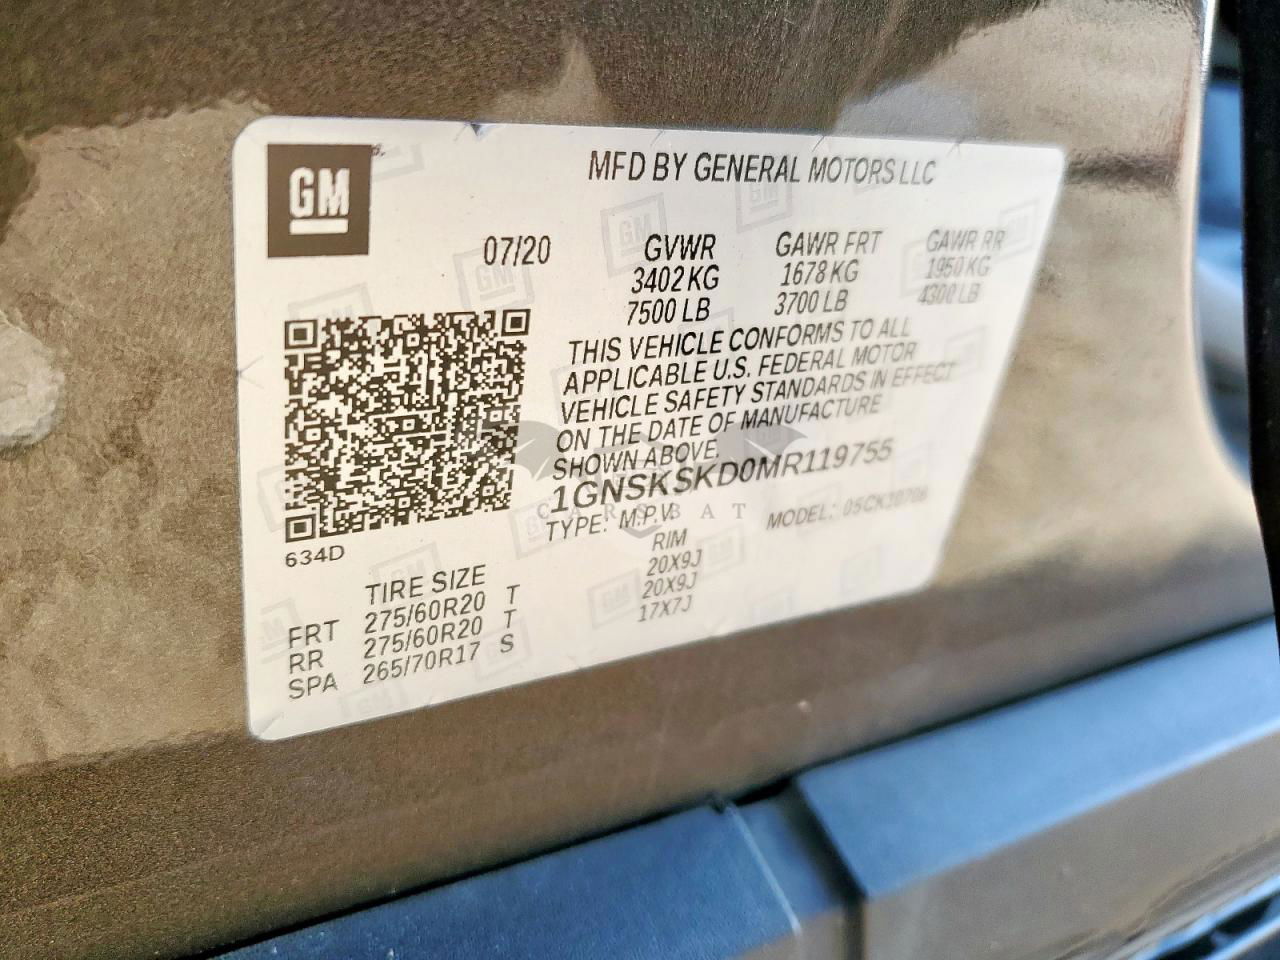 GM
MFD BY GENERAL MOTORS LLC
07/20 GVWR GAWR FRT GAWR RR
3402 KG 1678 KG 1950 KG
7500 LB 3700 LB 4300 LB
THIS VEHICLE CONFORMS TO ALL
APPLICABLE U.S. FEDERAL MOTOR
VEHICLE SAFETY STANDARDS IN EFFECT
ON THE DATE OF MANUFACTURE
SHOWN ABOVE.
1GNSKSKD0MR119755
CARSBAT
TYPE: M.P.V. MODEL: 05CK10706
634D
TIRE SIZE RIM
FRT 275/60R20 T 20X9J
RR 275/60R20 T 20X9J
SPA 265/70R17 S 17X7J